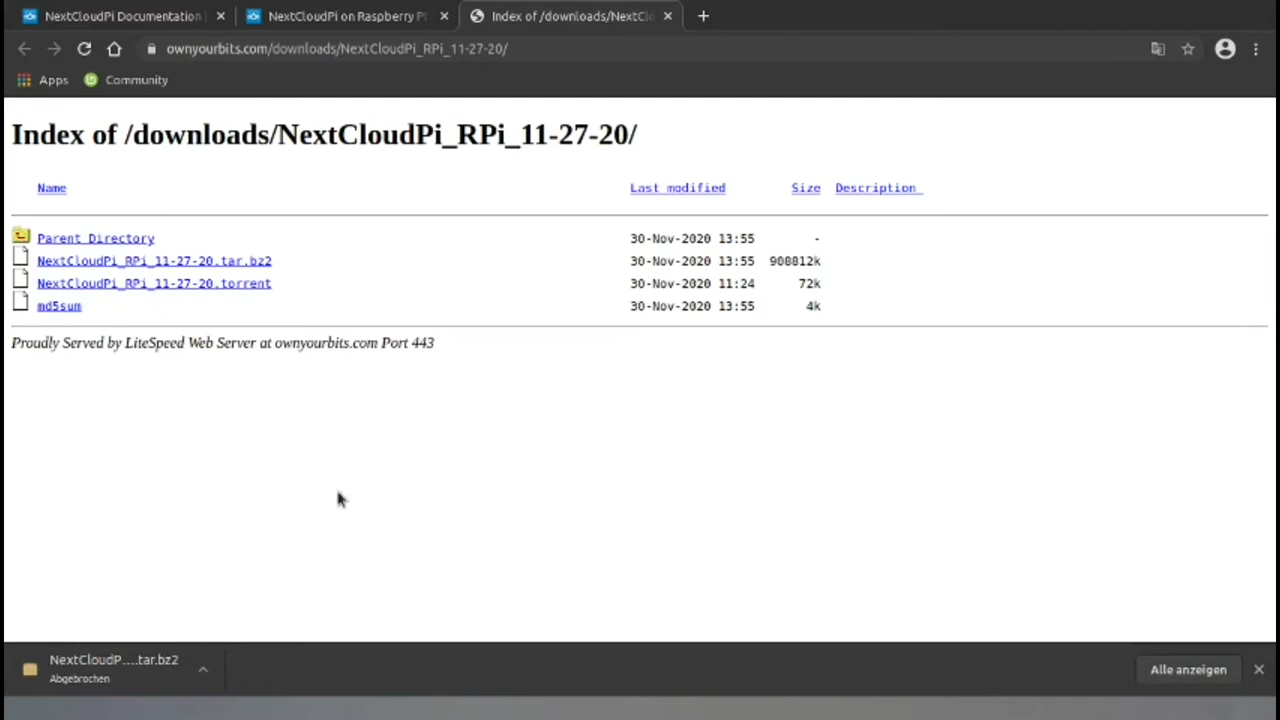 NextCloudPi Documentation
NextCloudPi on Raspberry Pi
Index of /downloads/NextClo
ownyourbits.com/downloads/NextCloudPi_RPi_11-27-20/
Apps
Community
Index of /downloads/NextCloudPi_RPi_11-27-20/
Name Last modified Size Description
Parent Directory 30-Nov-2020 13:55 -
NextCloudPi_RPi_11-27-20.tar.bz2 30-Nov-2020 13:55 908812k
NextCloudPi_RPi_11-27-20.torrent 30-Nov-2020 11:24 72k
md5sum 30-Nov-2020 13:55 4k
Proudly Served by LiteSpeed Web Server at ownyourbits.com Port 443
NextCloudP....tar.bz2
Abgebrochen
Alle anzeigen